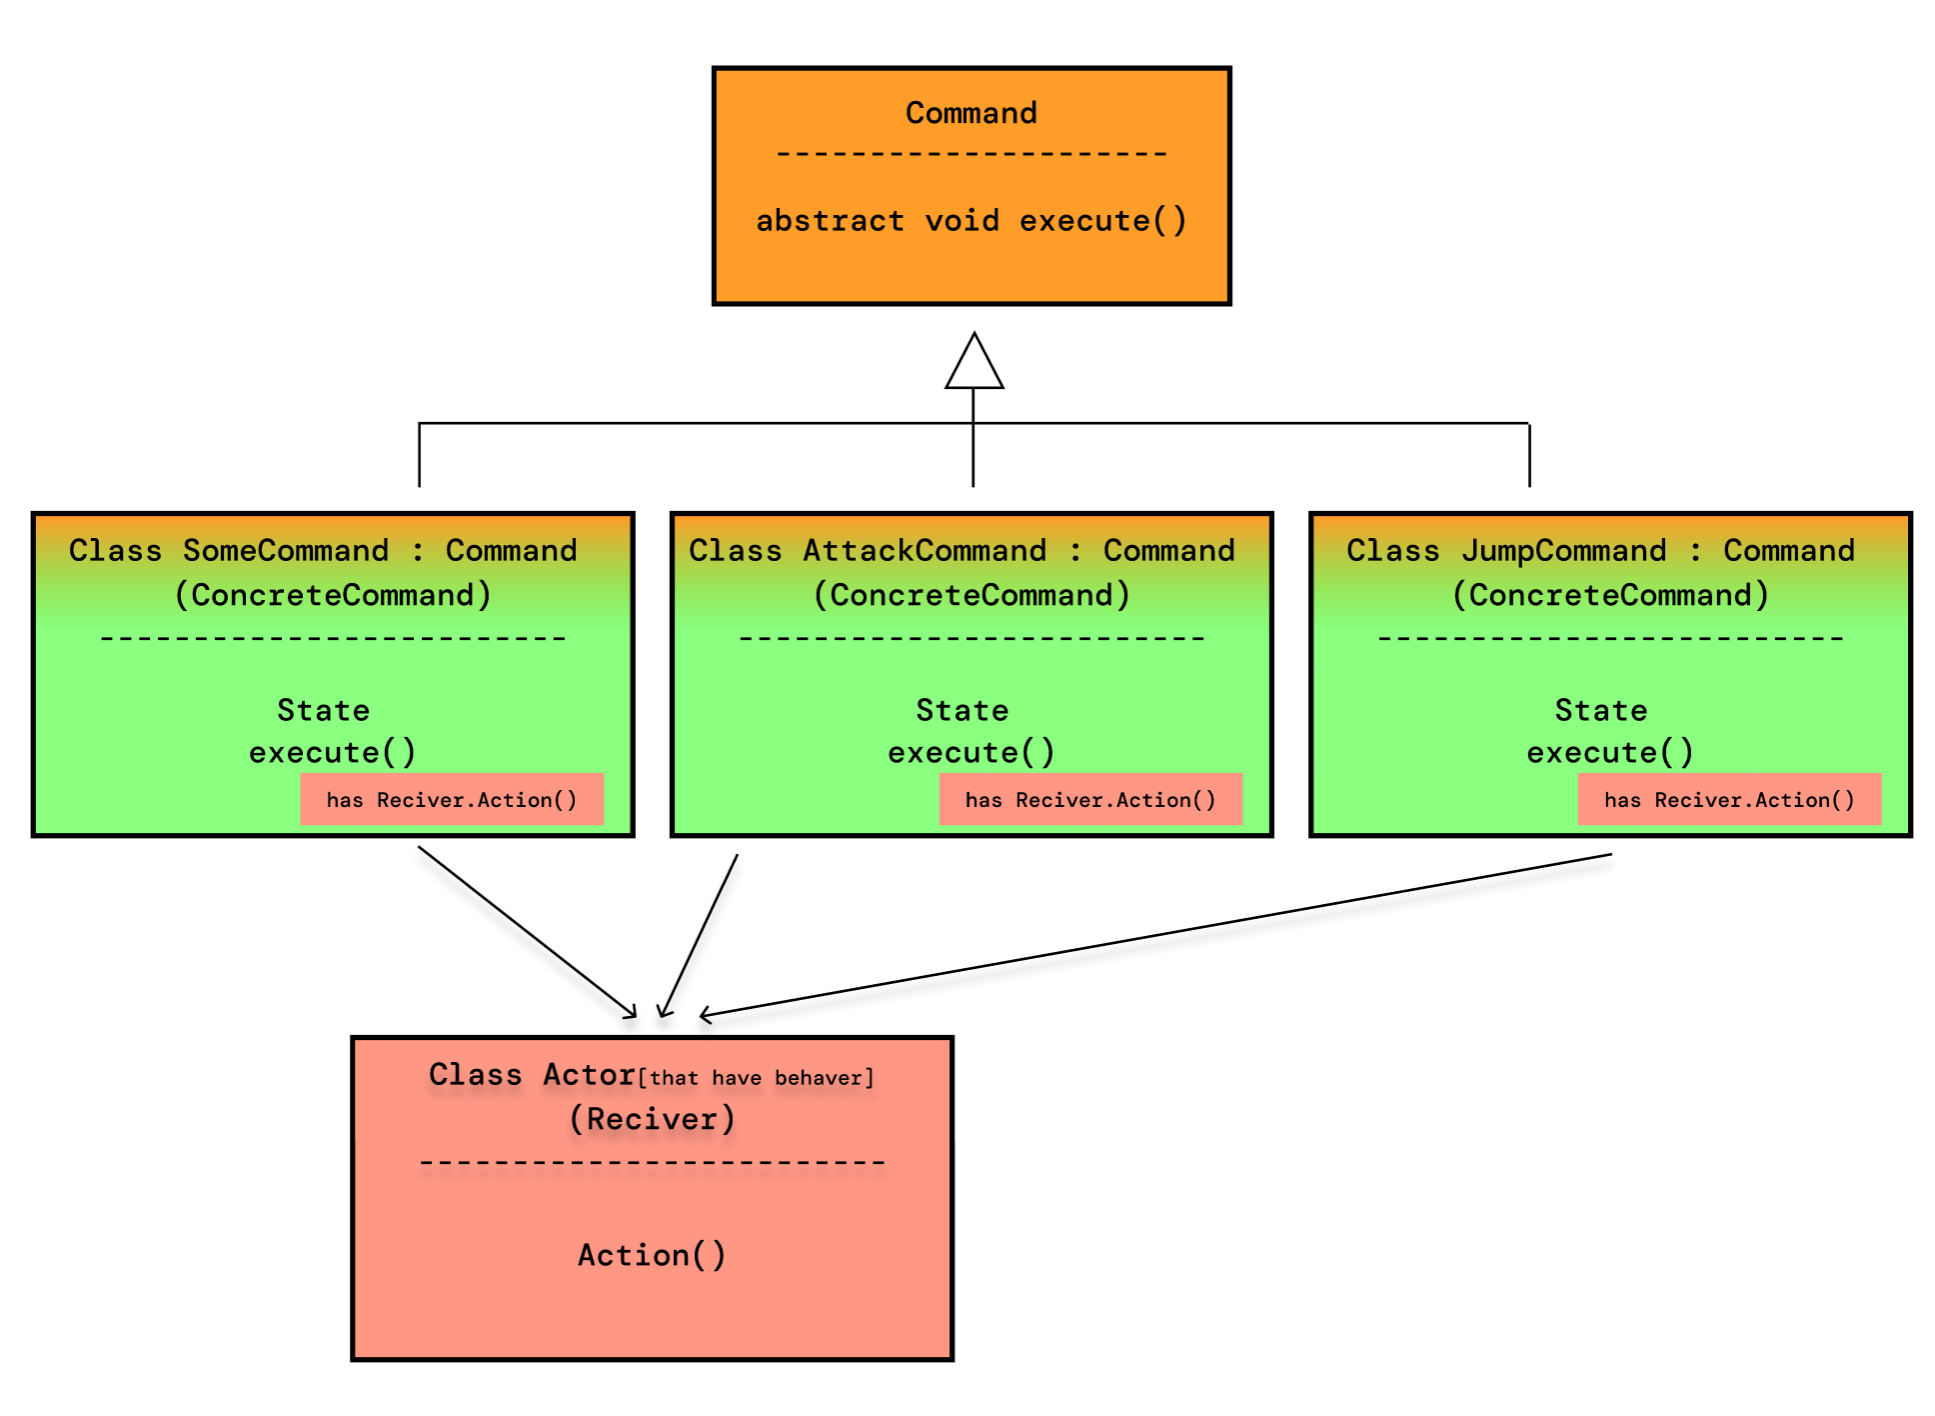 Command
---------------------
abstract void execute()
Class SomeCommand : Command
(ConcreteCommand)
-------------------------
State
execute()
has Reciver.Action()
Class AttackCommand : Command
(ConcreteCommand)
-------------------------
State
execute()
has Reciver.Action()
Class JumpCommand : Command
(ConcreteCommand)
-------------------------
State
execute()
has Reciver.Action()
Class Actor[that have behaver]
(Reciver)
-------------------------
Action()